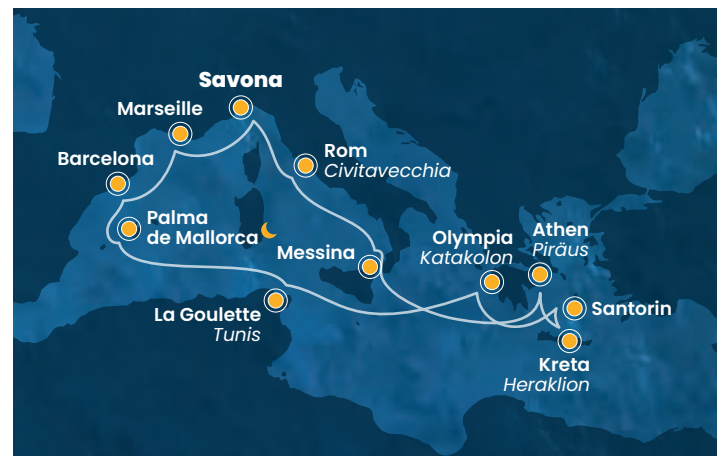 Savona
Marseille
Barcelona
Rom
Civitavecchia
Palma
de Mallorca
Messina
Olympia
Katakolon
Athen
Piräus
La Goulette
Tunis
Santorin
Kreta
Heraklion